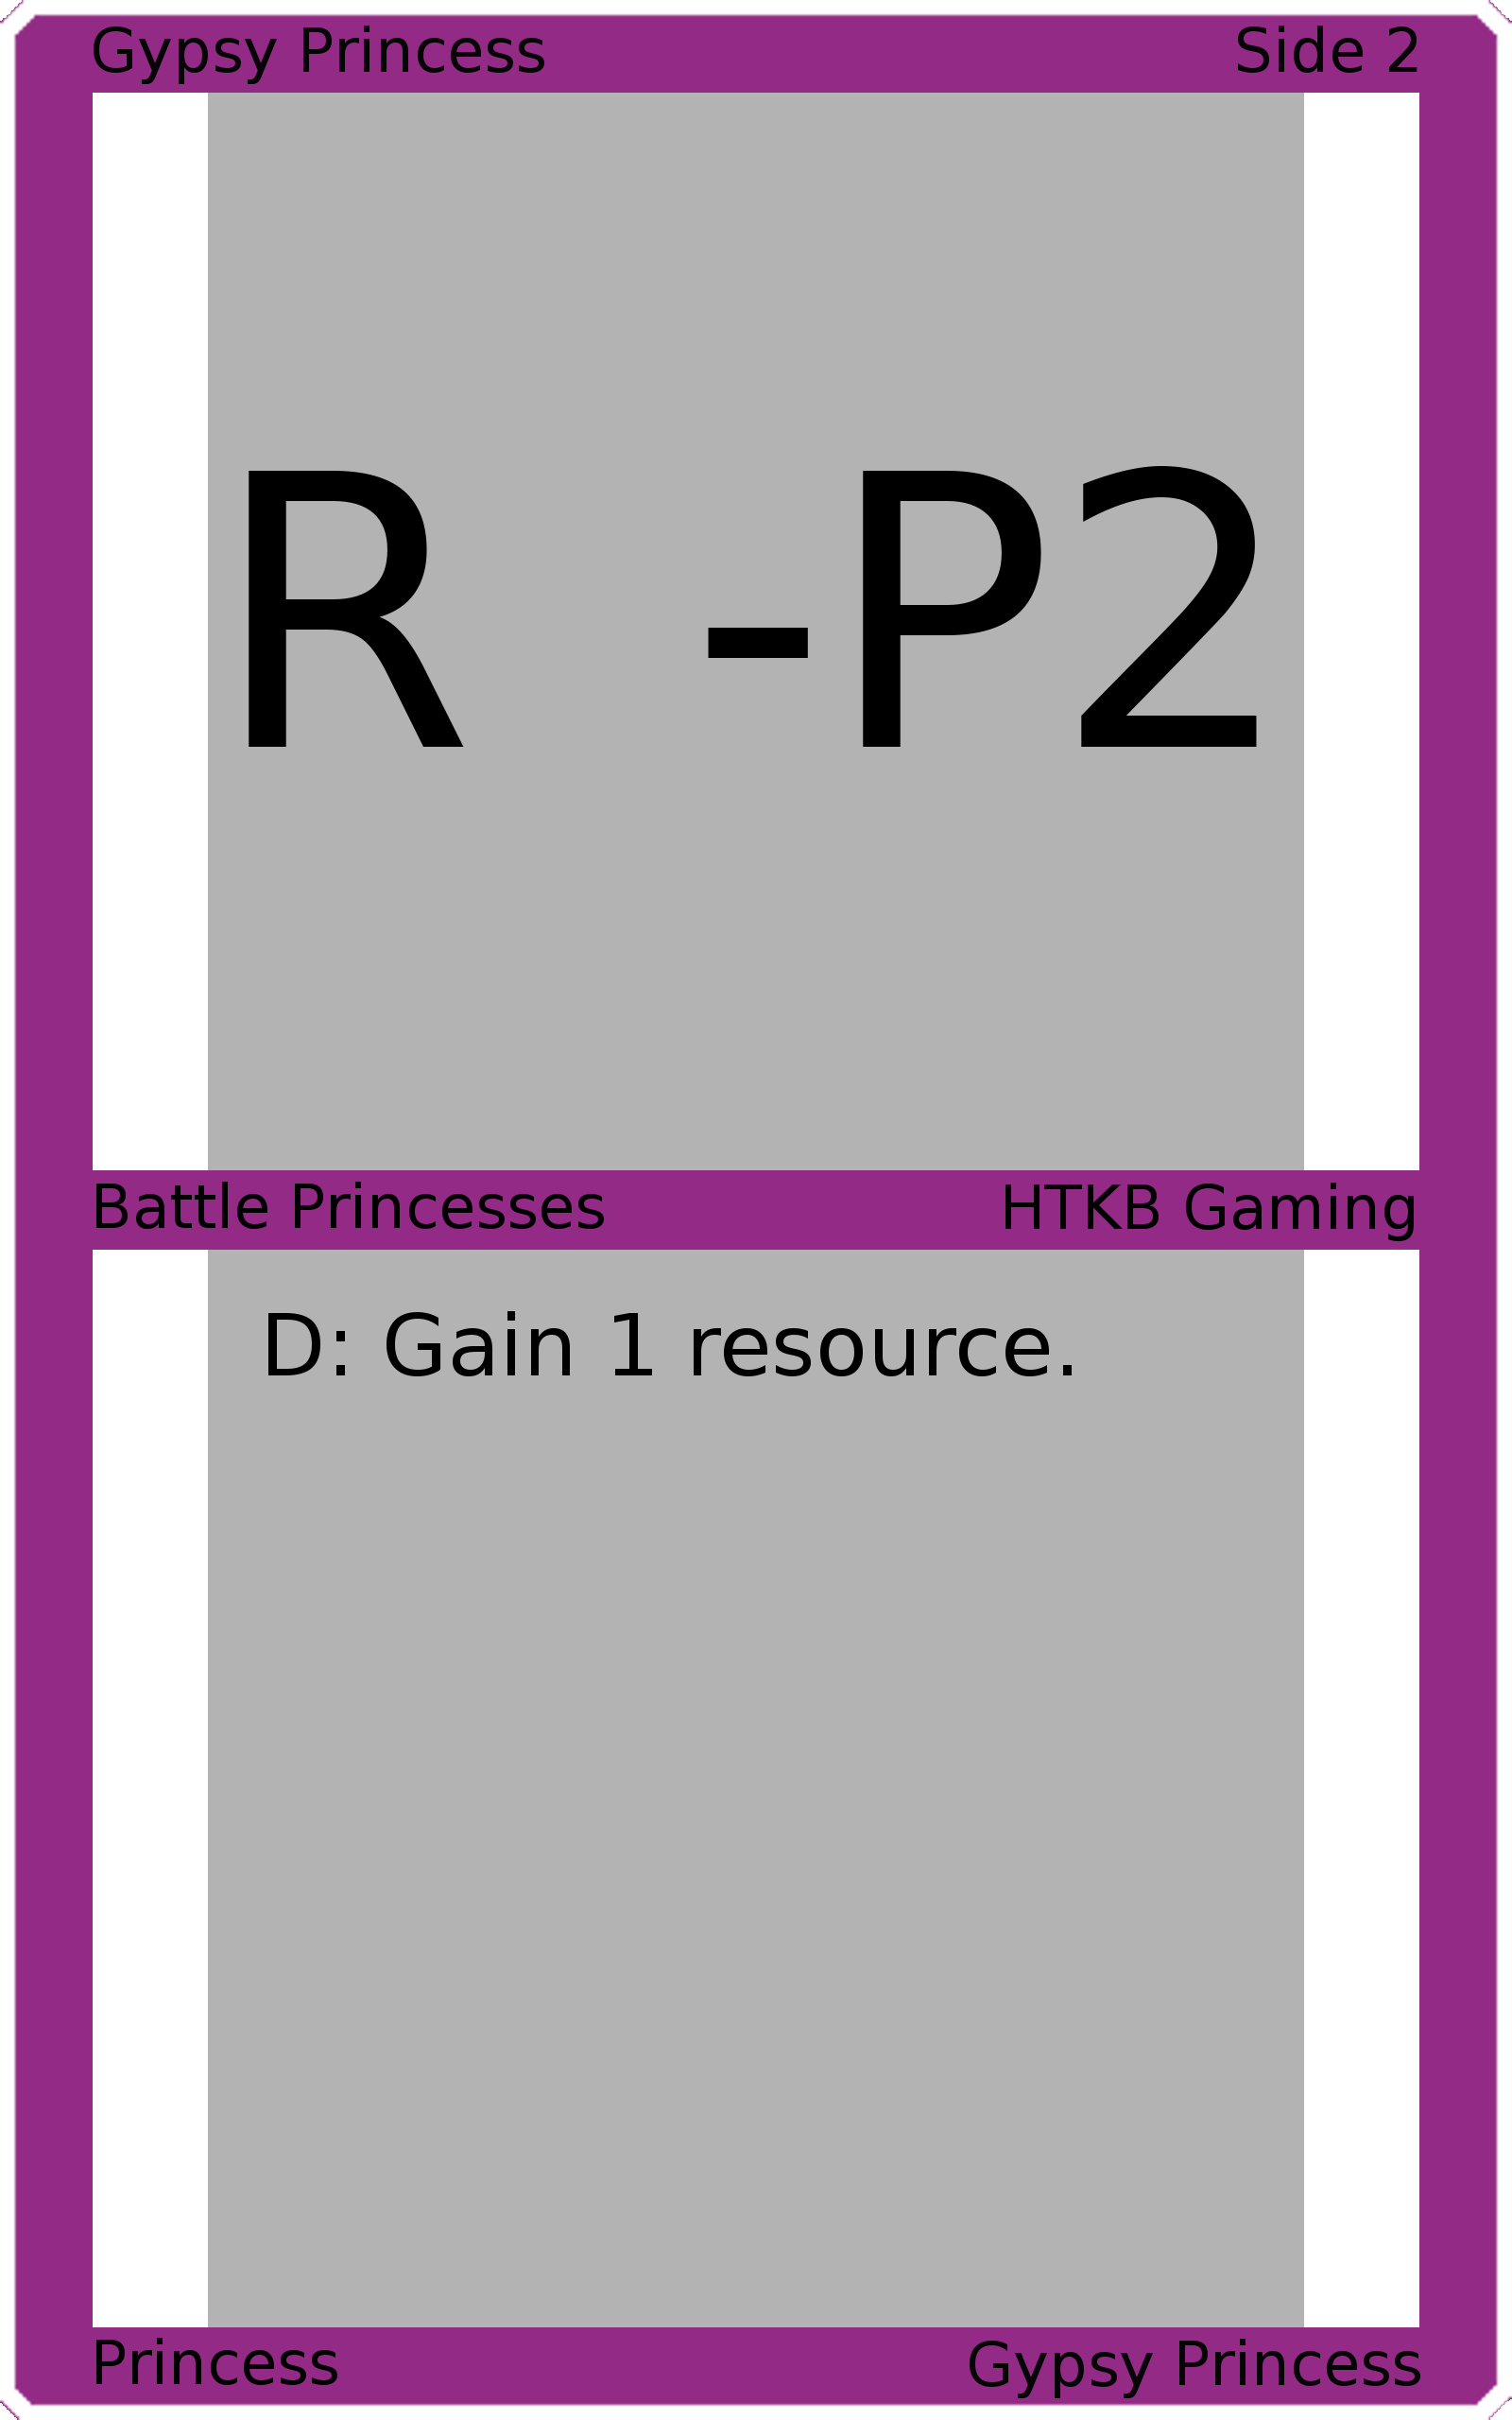 Gypsy Princess Side 2
R -P2
Battle Princesses HTKB Gaming
D: Gain 1 resource.
Princess Gypsy Princess